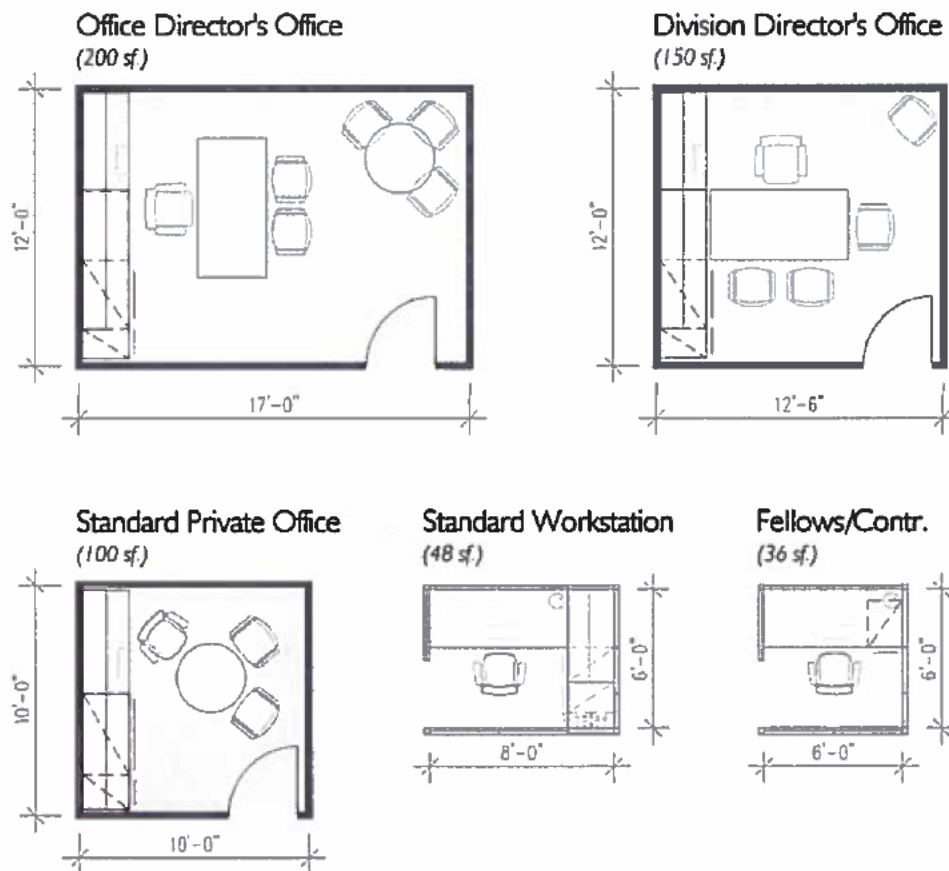 Office Director's Office
(200 sf.)
12'-0"
17'-0"
Division Director's Office
(150 sf.)
12'-0"
12'-6"
Standard Private Office
(100 sf.)
10'-0"
10'-0"
Standard Workstation
(48 sf.)
6'-0"
8'-0"
Fellows/Contr.
(36 sf.)
6'-0"
6'-0"